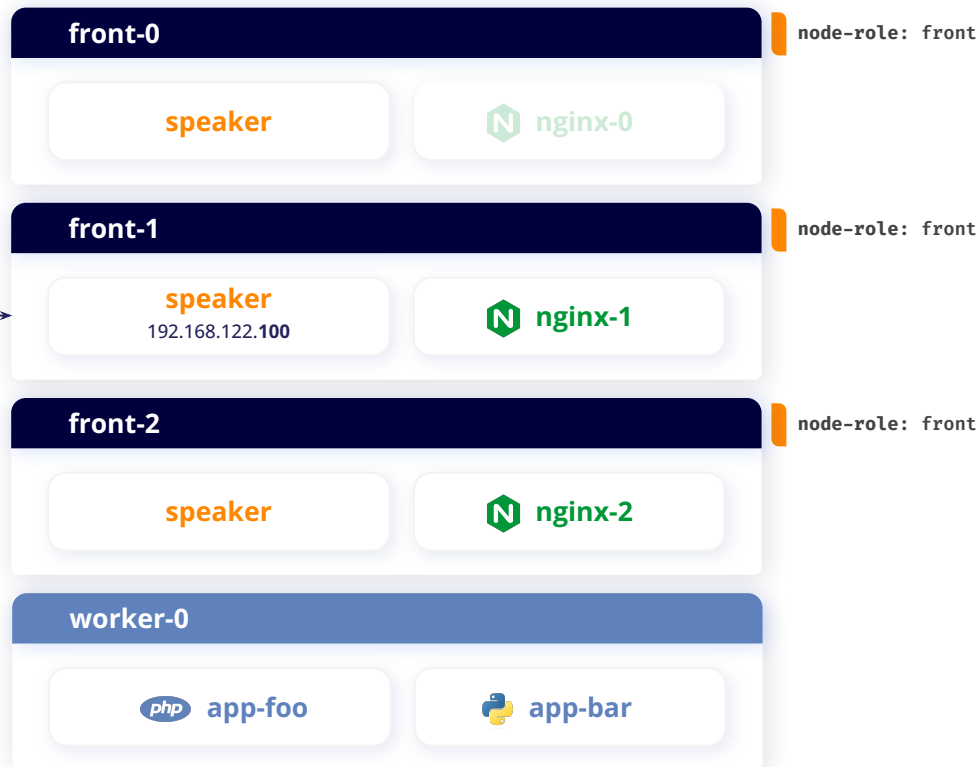 front-0
node-role: front
speaker
N nginx-0
front-1
node-role: front
speaker
192.168.122.100
N nginx-1
front-2
node-role: front
speaker
N nginx-2
worker-0
php app-foo
app-bar